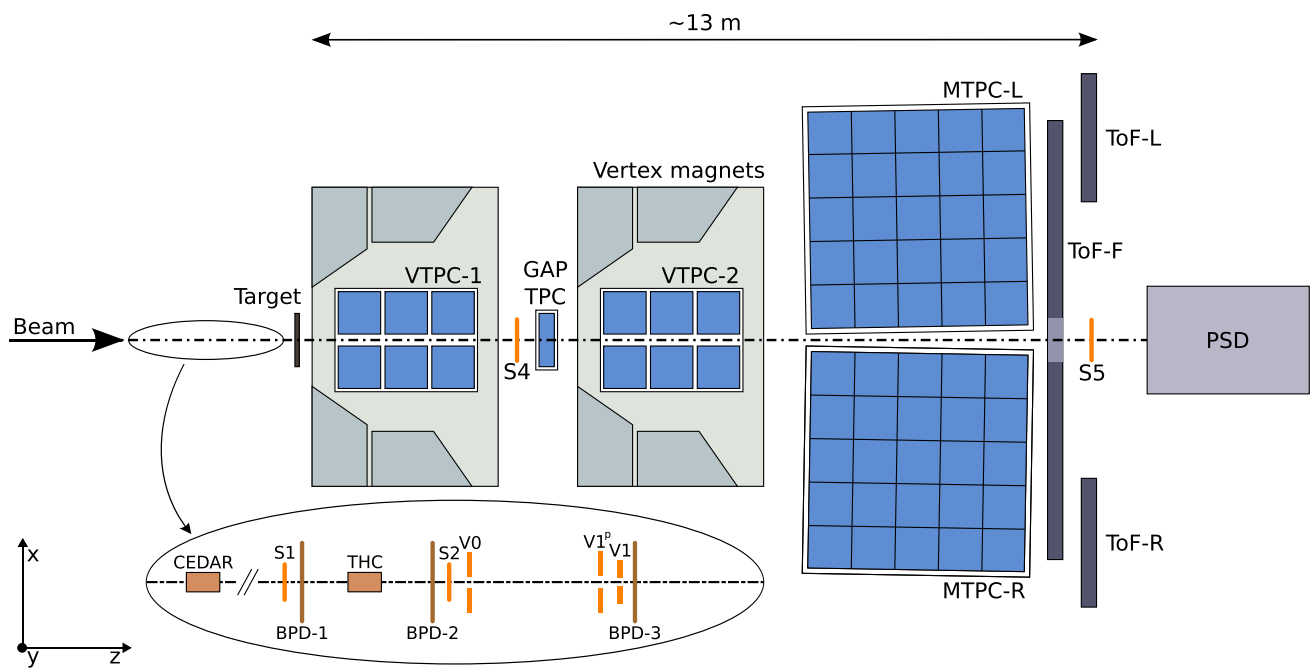 ~13 m
MTPC-L
ToF-L
Vertex magnets
ToF-F
VTPC-1
GAP
TPC
VTPC-2
Target
Beam
S4
S5
PSD
x
y
z
CEDAR
S1
THC
S2
V0
V1p
V1
BPD-1
BPD-2
BPD-3
MTPC-R
ToF-R